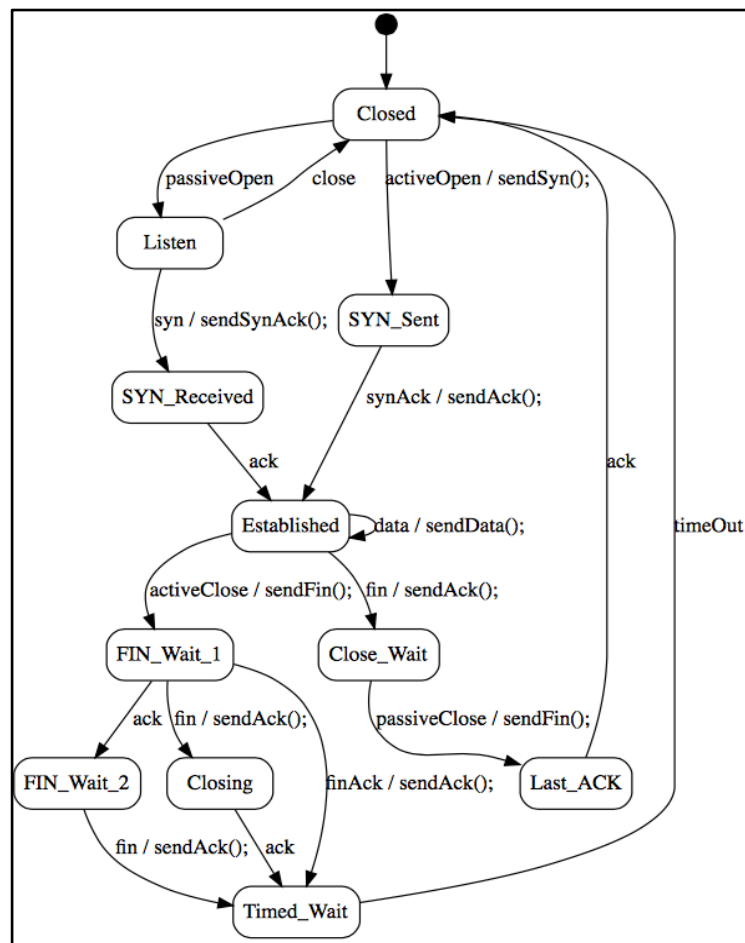 Closed
passiveOpen
close
activeOpen / sendSyn();
Listen
SYN_Sent
syn / sendSynAck();
SYN_Received
synAck / sendAck();
ack
ack
Established
data / sendData();
timeOut
activeClose / sendFin();
fin / sendAck();
FIN_Wait_1
Close_Wait
ack
fin / sendAck();
passiveClose / sendFin();
FIN_Wait_2
Closing
finAck / sendAck();
Last_ACK
fin / sendAck();
ack
Timed_Wait